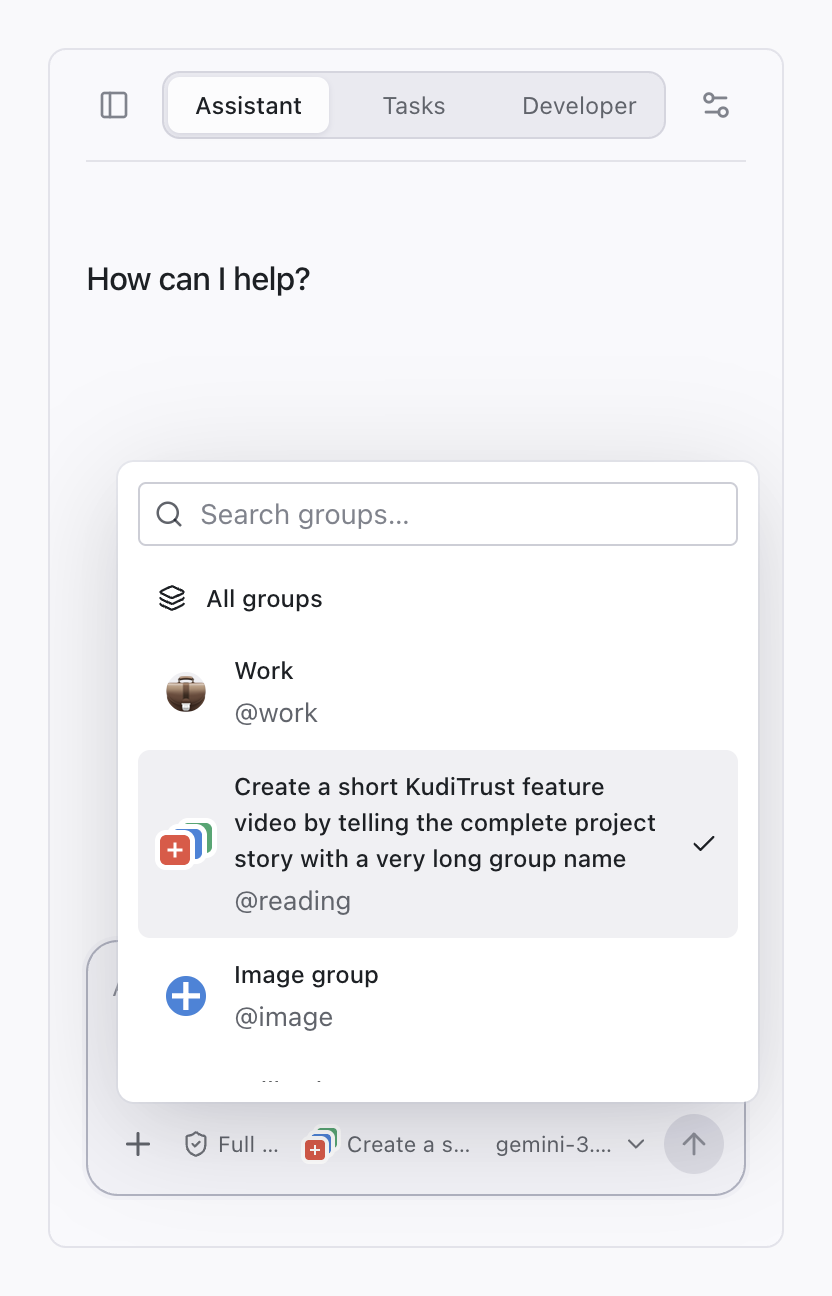 Assistant
Tasks
Developer
How can I help?
Search groups...
All groups
Work
@work
Create a short KudiTrust feature
video by telling the complete project
story with a very long group name
@reading
Image group
@image
Full ...
Create a s...
gemini-3....